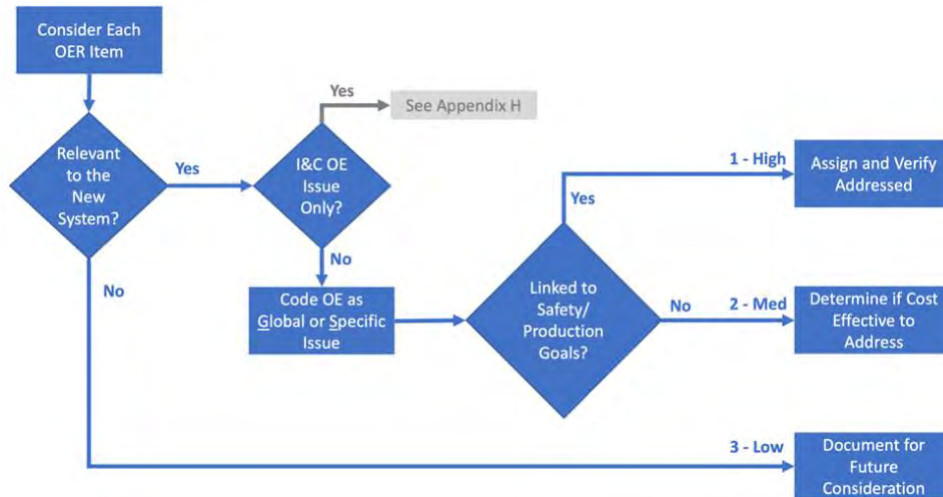 Consider Each
OER Item
Yes
See Appendix H
Relevant
to the
New
System?
Yes
I&C OE
Issue
Only?
1 - High
Assign and Verify
Addressed
Yes
No
No
Code OE as
Global or Specific
Issue
Linked to
Safety/
Production
Goals?
No
2 - Med
Determine if Cost
Effective to
Address
3 - Low
Document for
Future
Consideration